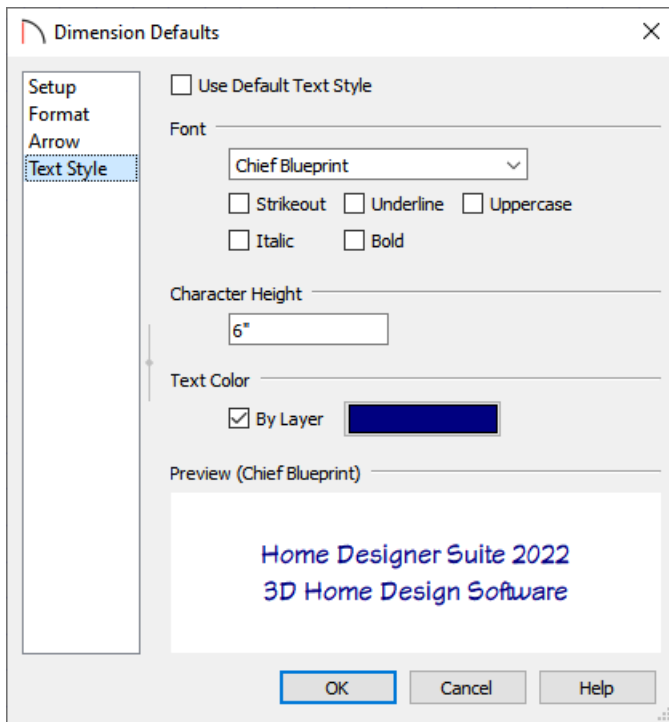 Dimension Defaults
Setup
Format
Arrow
Text Style
Use Default Text Style
Font
Chief Blueprint
Strikeout Underline Uppercase
Italic Bold
Character Height
6"
Text Color
By Layer
Preview (Chief Blueprint)
Home Designer Suite 2022
3D Home Design Software
OK Cancel Help